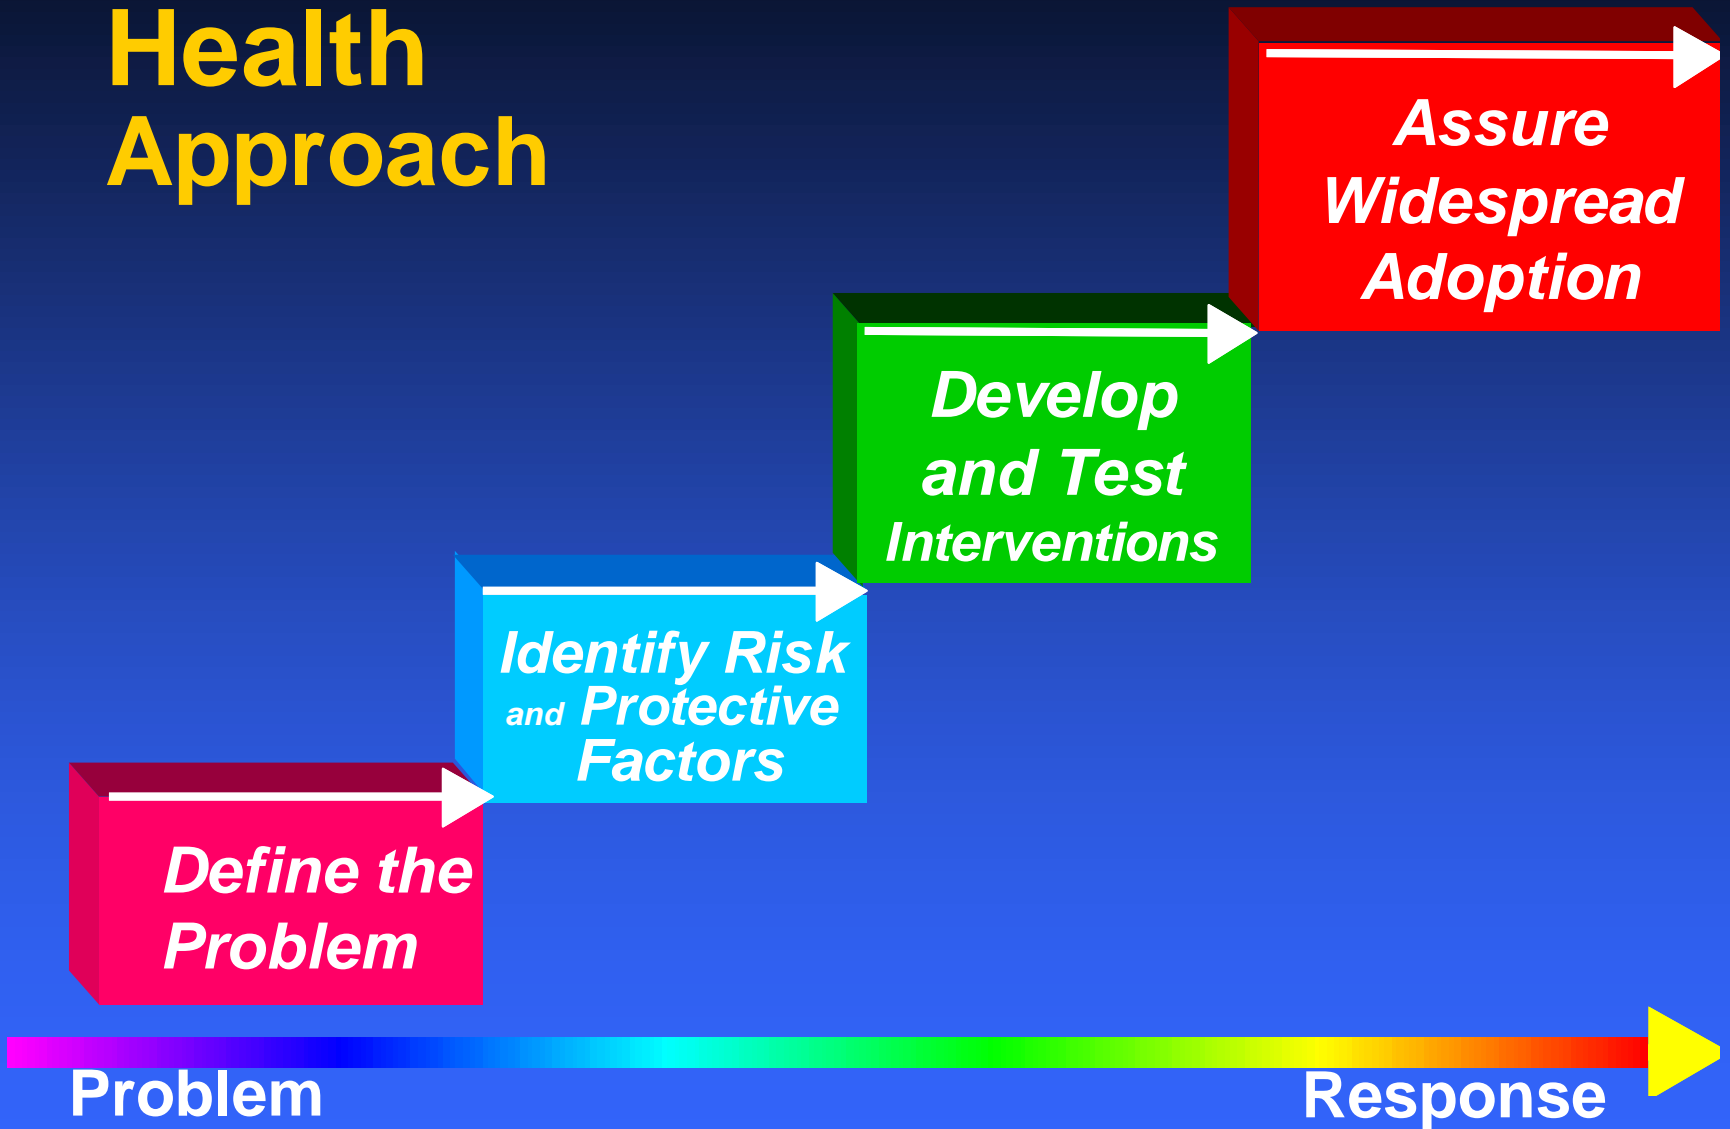 Health
Approach
Assure
Widespread
Adoption
Develop
and Test
Interventions
Identify Risk
and Protective
Factors
Define the
Problem
Problem
Response